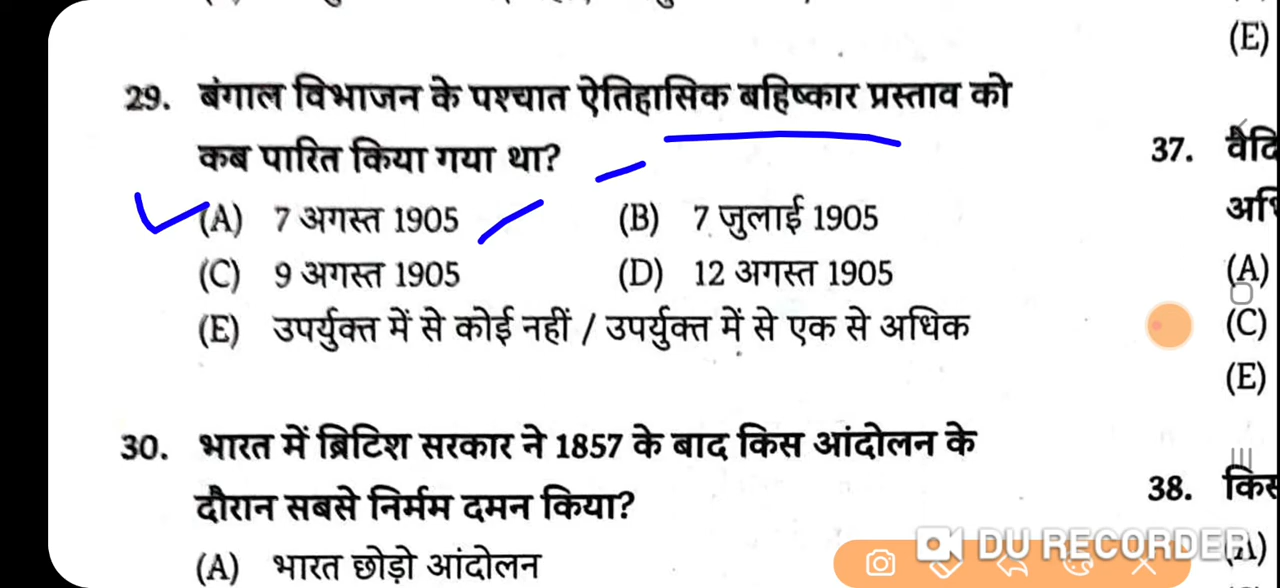 (E)
29. बंगाल विभाजन के पश्चात ऐतिहासिक बहिष्कार प्रस्ताव को
कब पारित किया गया था?
(A) 7 अगस्त 1905 (B) 7 जुलाई 1905
(C) 9 अगस्त 1905 (D) 12 अगस्त 1905
(E) उपर्युक्त में से कोई नहीं / उपर्युक्त में से एक से अधिक
30. भारत में ब्रिटिश सरकार ने 1857 के बाद किस आंदोलन के
दौरान सबसे निर्मम दमन किया?
(A) भारत छोड़ो आंदोलन
37.
(A)
(C)
(E)
38. किस
(A)
DU RECORDER